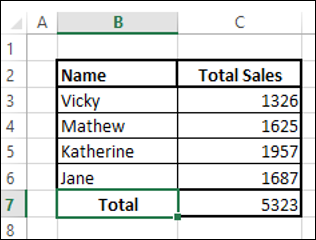 A B C
1
2 Name Total Sales
3 Vicky 1326
4 Mathew 1625
5 Katherine 1957
6 Jane 1687
7 Total 5323
8